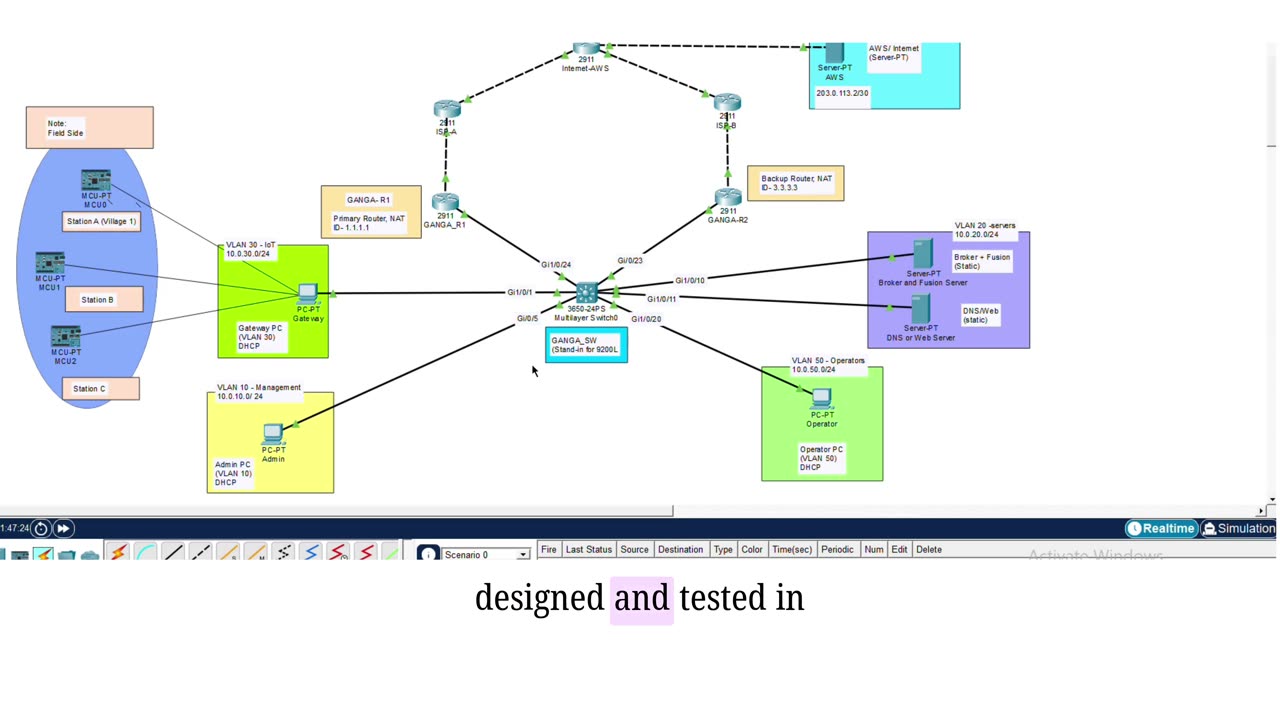 2911
Internet-AWS
Server-PT
AWS
AWS/ Internet
(Server-PT)
203.0.113.2/30
2911
ISP-A
2911
ISP-B
Note:
Field Side
MCU-PT
MCU0
Station A (Village 1)
MCU-PT
MCU1
Station B
MCU-PT
MCU2
Station C
GANGA- R1
Primary Router, NAT
ID- 1.1.1.1
2911
GANGA_R1
Backup Router, NAT
ID- 3.3.3.3
2911
GANGA-R2
VLAN 30 - IoT
10.0.30.0/24
PC-PT
Gateway
Gateway PC
(VLAN 30)
DHCP
Gi1/0/24
Gi/0/23
Gi1/0/1
Gi1/0/10
Gi1/0/11
Gi/0/5
Gi1/0/20
3650-24PS
Multilayer Switch0
GANGA_SW
(Stand-in for 9200L
VLAN 20 -servers
10.0.20.0/24
Server-PT
Broker and Fusion Server
Broker + Fusion
(Static)
Server-PT
DNS or Web Server
DNS/Web
(static)
VLAN 10 - Management
10.0.10.0/ 24
PC-PT
Admin
Admin PC
(VLAN 10)
DHCP
VLAN 50 - Operators
10.0.50.0/24
PC-PT
Operator
Operator PC
(VLAN 50)
DHCP
1:47:24
Realtime
Simulation
Scenario 0
Fire Last Status Source Destination Type Color Time(sec) Periodic Num Edit Delete
Activate Windows
designed and tested in